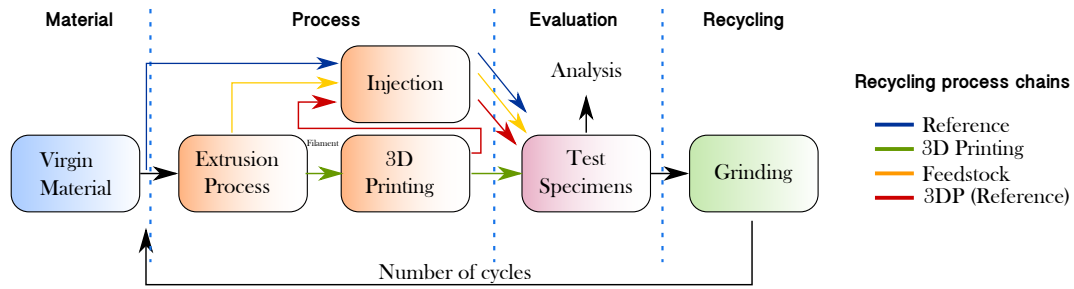 Material
Process
Evaluation
Recycling
Injection
Analysis
Recycling process chains
Reference
3D Printing
Feedstock
3DP (Reference)
Virgin
Material
Extrusion
Process
Filament
3D
Printing
Test
Specimens
Grinding
Number of cycles